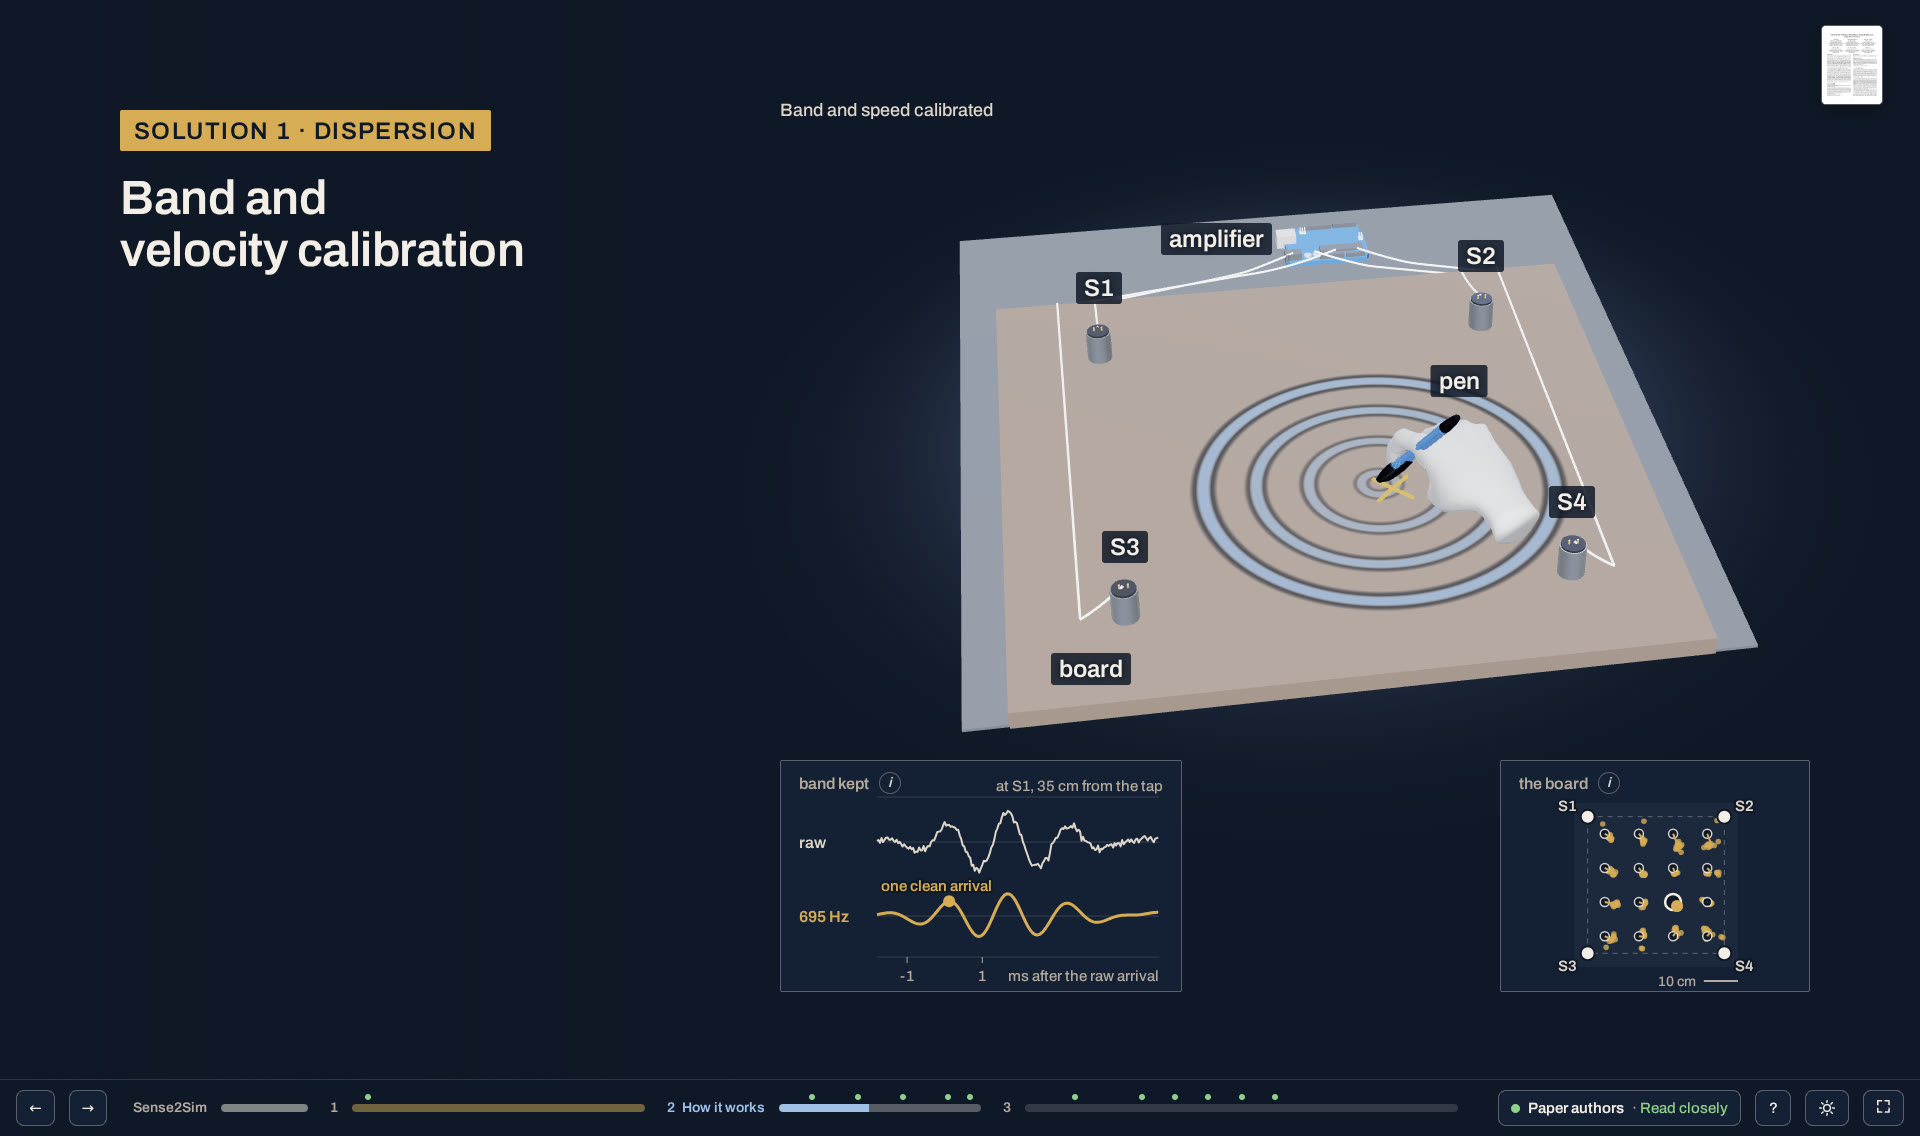 SOLUTION 1 · DISPERSION
Band and
velocity calibration
Band and speed calibrated
amplifier
S1
S2
pen
S4
S3
board
band kept i
at S1, 35 cm from the tap
raw
one clean arrival
695 Hz
-1 1 ms after the raw arrival
the board i
S1 S2
S3 S4
10 cm
← → Sense2Sim 1 2 How it works 3 Paper authors · Read closely ?